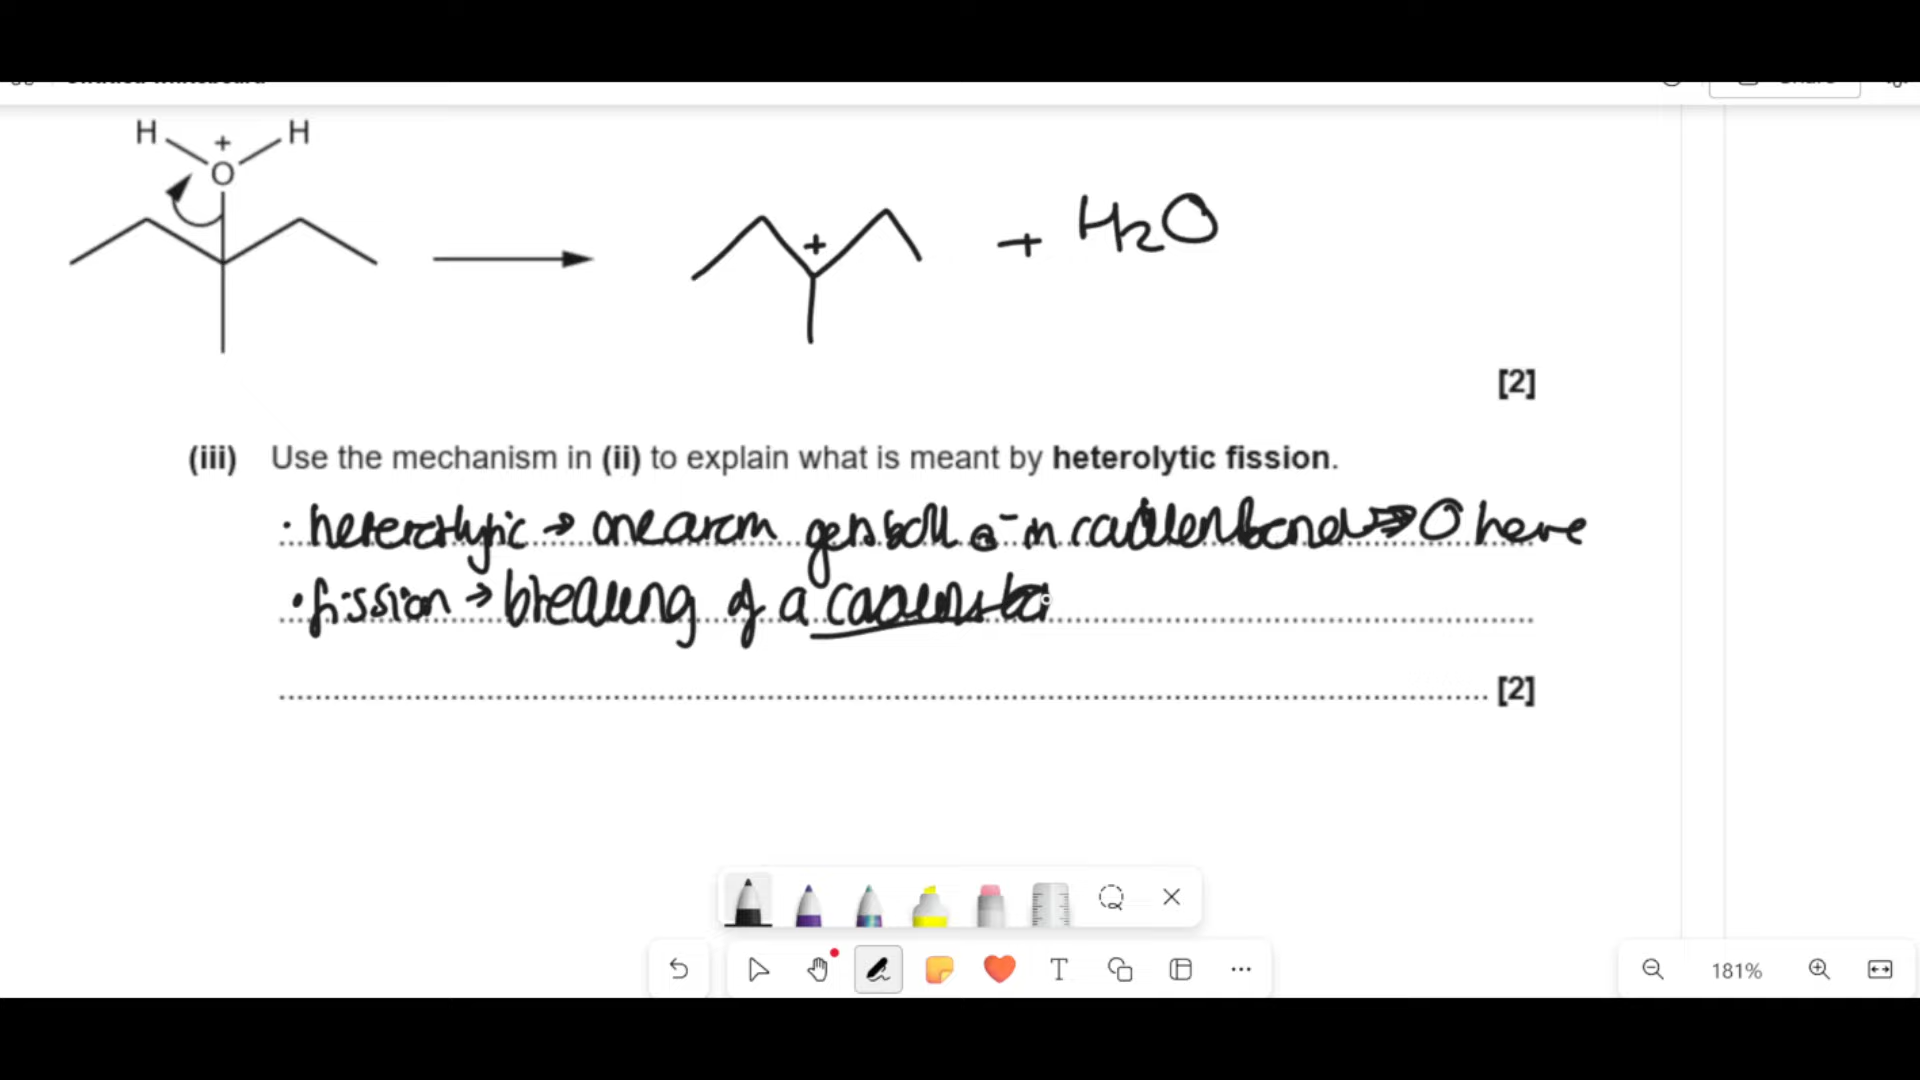 H + H
O
+
+ H2O
[2]
(iii) Use the mechanism in (ii) to explain what is meant by heterolytic fission.
· heterolytic → one atom gets both e⁻ in covalent bond → O here
· fission → breaking of a covalent bo
[2]
181%